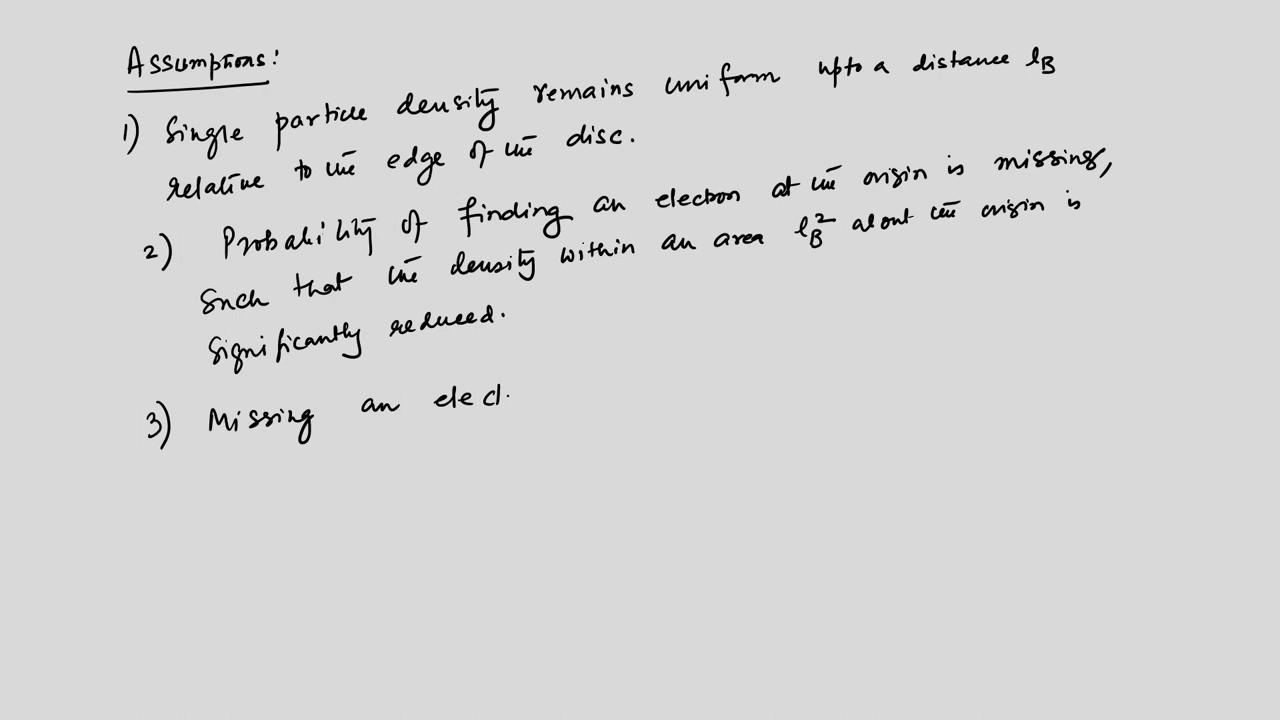 Assumptions:
1) Single particle density remains uniform upto a distance l_B
relative to the edge of the disc.
2) Probability of finding an electron at the origin is missing,
Such that the density within an area l_B^2 about the origin is
significantly reduced.
3) Missing an elect.